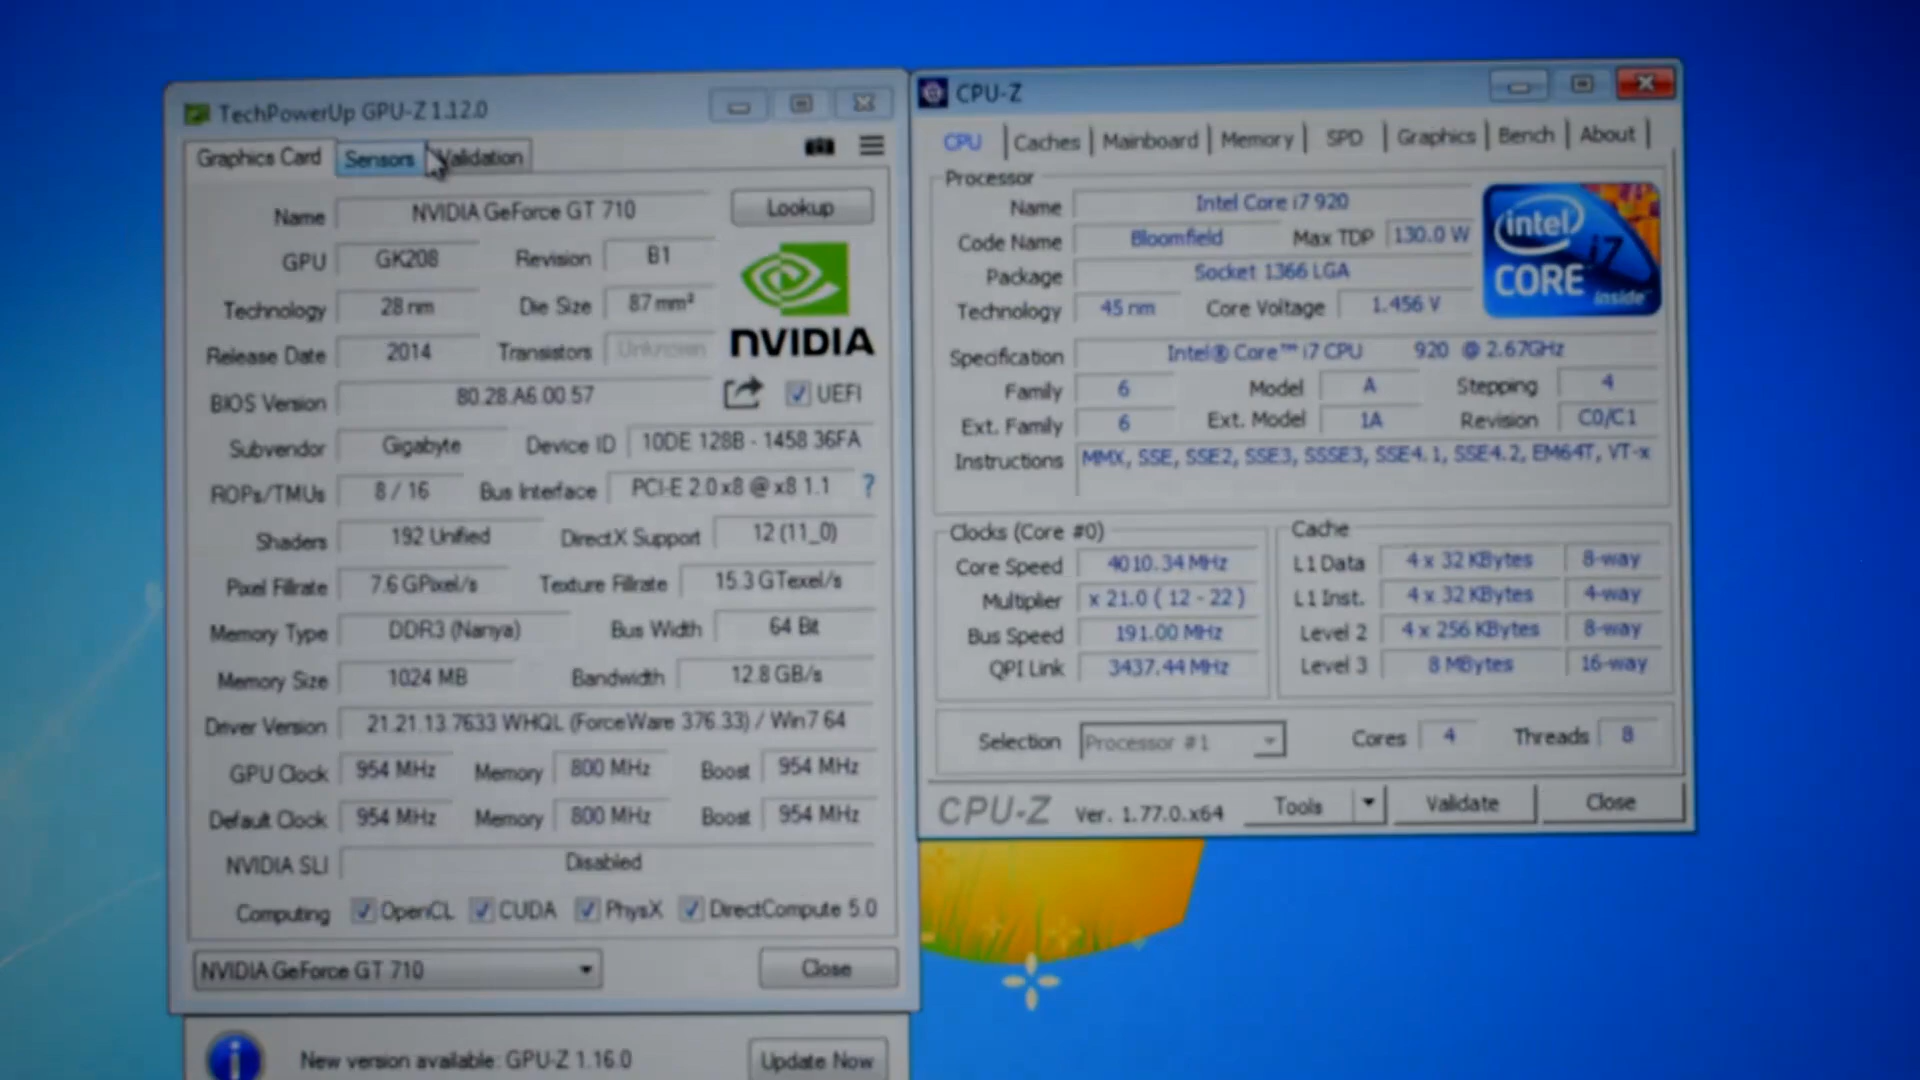 TechPowerUp GPU-Z 1.12.0
Graphics Card Sensors Validation
Name NVIDIA GeForce GT 710 Lookup
GPU GK208 Revision B1
Technology 28 nm Die Size 87 mm²
Release Date 2014 Transistors Unknown
NVIDIA
BIOS Version 80.28.A6.00.57 UEFI
Subvendor Gigabyte Device ID 10DE 128B - 1458 36FA
ROPs/TMUs 8 / 16 Bus Interface PCI-E 2.0 x8 @ x8 1.1 ?
Shaders 192 Unified DirectX Support 12 (11_0)
Pixel Fillrate 7.6 GPixel/s Texture Fillrate 15.3 GTexel/s
Memory Type DDR3 (Nanya) Bus Width 64 Bit
Memory Size 1024 MB Bandwidth 12.8 GB/s
Driver Version 21.21.13.7633 WHQL (ForceWare 376.33) / Win7 64
GPU Clock 954 MHz Memory 800 MHz Boost 954 MHz
Default Clock 954 MHz Memory 800 MHz Boost 954 MHz
NVIDIA SLI Disabled
Computing OpenCL CUDA PhysX DirectCompute 5.0
NVIDIA GeForce GT 710 Close
New version available: GPU-Z 1.16.0 Update Now
CPU-Z
CPU Caches Mainboard Memory SPD Graphics Bench About
Processor
Name Intel Core i7 920
Code Name Bloomfield Max TDP 130.0 W
Package Socket 1366 LGA
Technology 45 nm Core Voltage 1.456 V
intel CORE i7 inside™
Specification Intel® Core™ i7 CPU 920 @ 2.67GHz
Family 6 Model A Stepping 4
Ext. Family 6 Ext. Model 1A Revision C0/C1
Instructions MMX, SSE, SSE2, SSE3, SSSE3, SSE4.1, SSE4.2, EM64T, VT-x
Clocks (Core #0)
Core Speed 4010.34 MHz
Multiplier x 21.0 ( 12 - 22 )
Bus Speed 191.00 MHz
QPI Link 3437.44 MHz
Cache
L1 Data 4 x 32 KBytes 8-way
L1 Inst. 4 x 32 KBytes 4-way
Level 2 4 x 256 KBytes 8-way
Level 3 8 MBytes 16-way
Selection Processor #1 Cores 4 Threads 8
CPU-Z Ver. 1.77.0.x64 Tools Validate Close